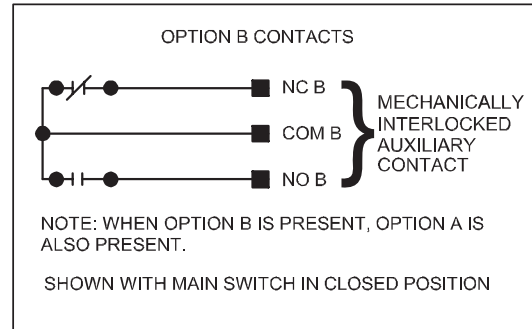 OPTION B CONTACTS
NC B
COM B
NO B
MECHANICALLY
INTERLOCKED
AUXILIARY
CONTACT
NOTE: WHEN OPTION B IS PRESENT, OPTION A IS
ALSO PRESENT.
SHOWN WITH MAIN SWITCH IN CLOSED POSITION